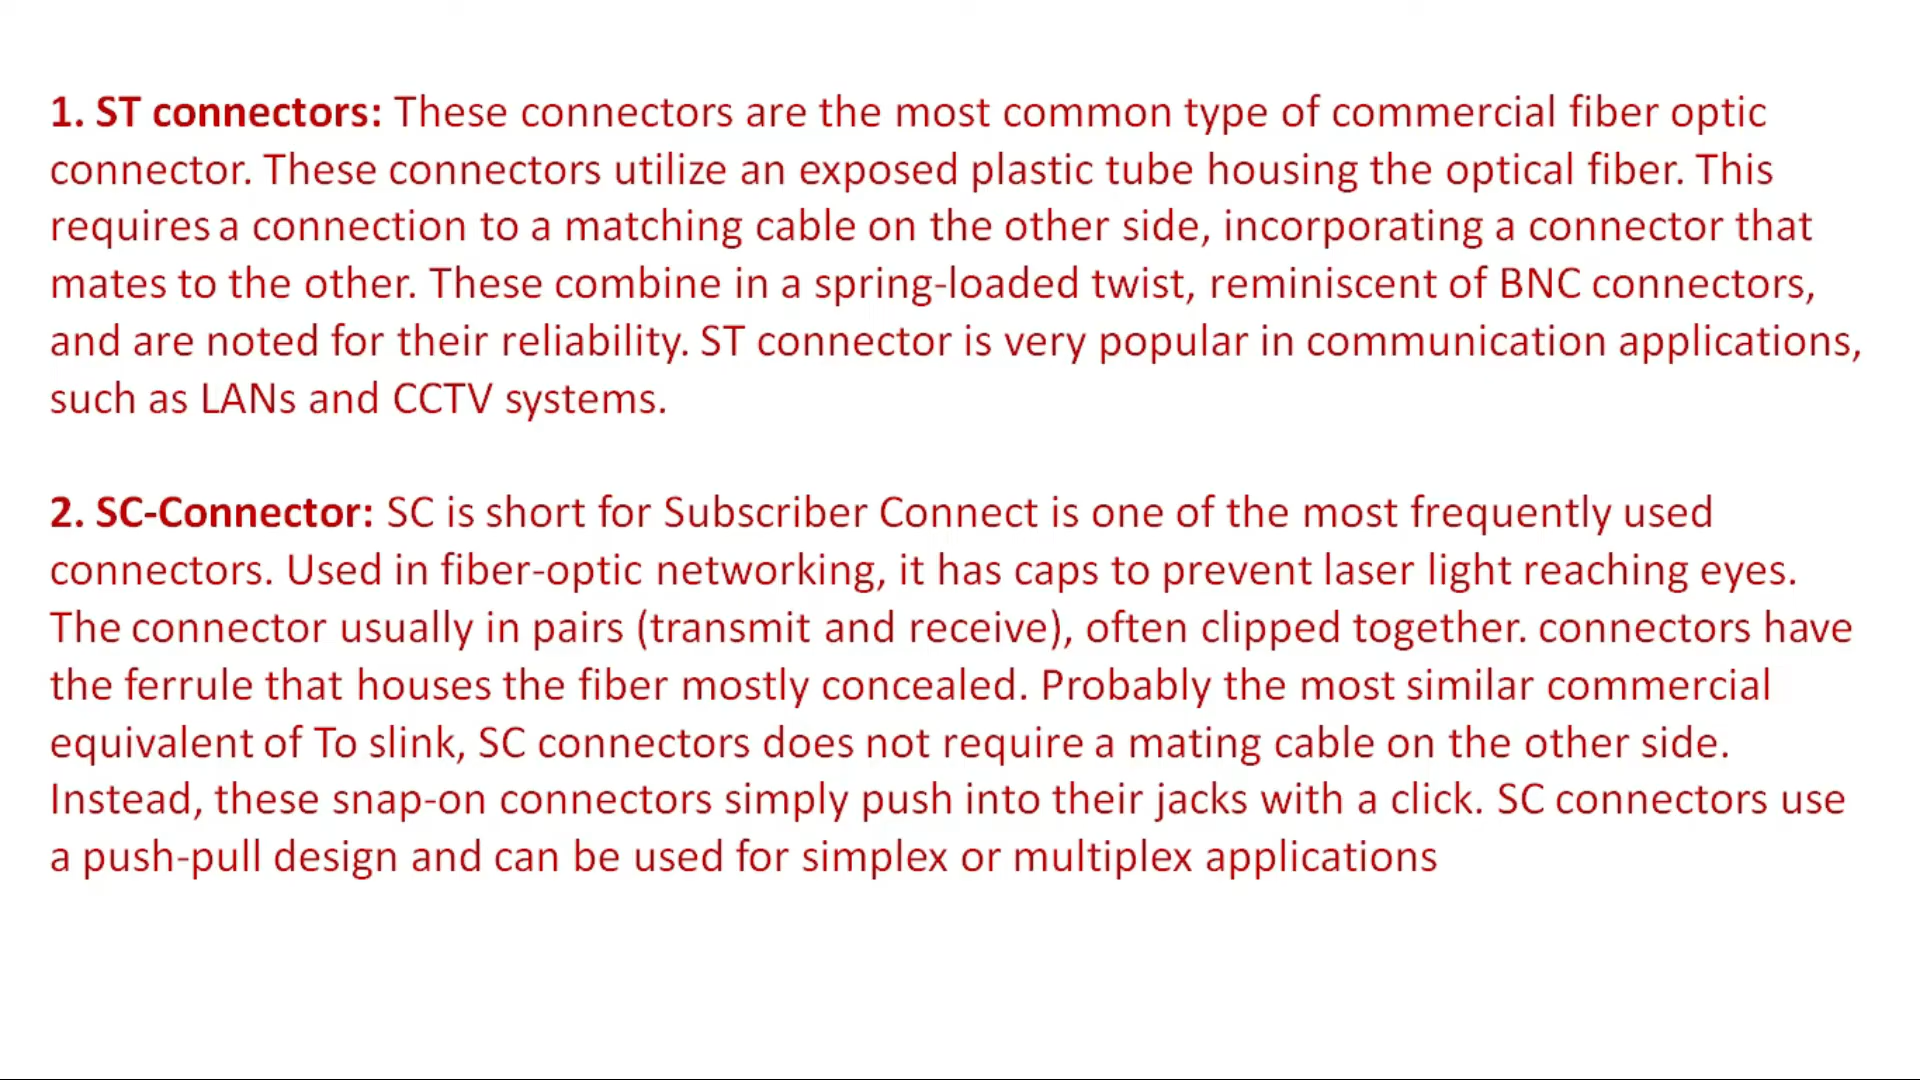 1. ST connectors: These connectors are the most common type of commercial fiber optic
connector. These connectors utilize an exposed plastic tube housing the optical fiber. This
requires a connection to a matching cable on the other side, incorporating a connector that
mates to the other. These combine in a spring-loaded twist, reminiscent of BNC connectors,
and are noted for their reliability. ST connector is very popular in communication applications,
such as LANs and CCTV systems.
2. SC-Connector: SC is short for Subscriber Connect is one of the most frequently used
connectors. Used in fiber-optic networking, it has caps to prevent laser light reaching eyes.
The connector usually in pairs (transmit and receive), often clipped together. connectors have
the ferrule that houses the fiber mostly concealed. Probably the most similar commercial
equivalent of To slink, SC connectors does not require a mating cable on the other side.
Instead, these snap-on connectors simply push into their jacks with a click. SC connectors use
a push-pull design and can be used for simplex or multiplex applications